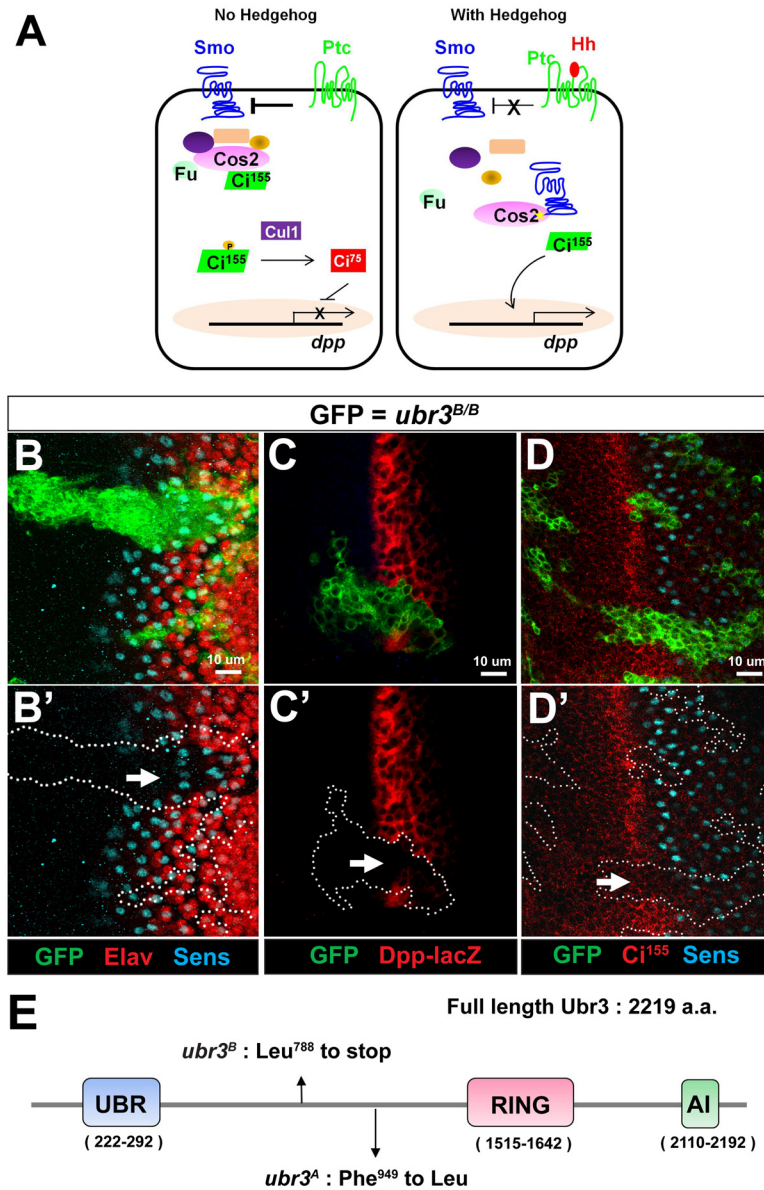 A
No Hedgehog
With Hedgehog
Smo
Ptc
Smo
Ptc
Hh
Cos2
Fu
Ci155
P
Ci155
Cul1
Ci75
X
dpp
X
Fu
Cos2
Ci155
dpp
GFP = ubr3B/B
B
C
D
10 um
10 um
10 um
B’
C’
D’
GFP Elav Sens
GFP Dpp-lacZ
GFP Ci155 Sens
E
Full length Ubr3 : 2219 a.a.
ubr3B : Leu788 to stop
UBR
RING
AI
( 222-292 )
( 1515-1642 )
( 2110-2192 )
ubr3A : Phe949 to Leu